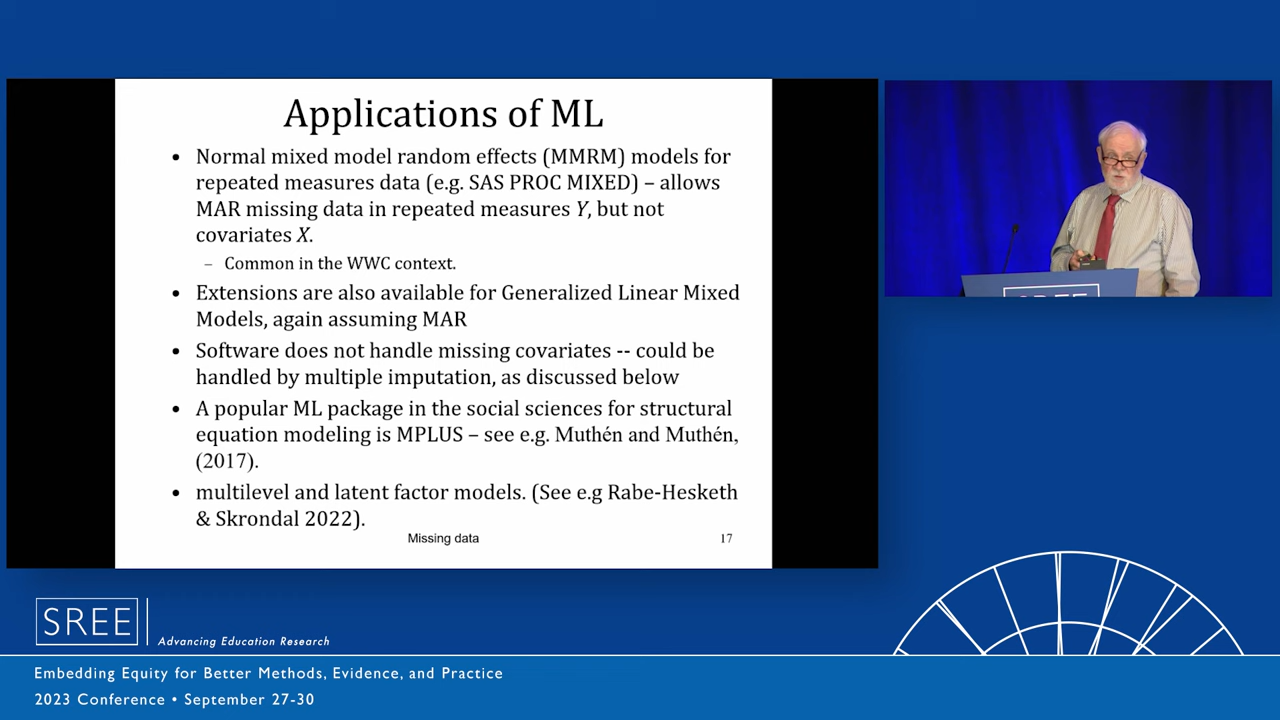 Applications of ML
• Normal mixed model random effects (MMRM) models for
repeated measures data (e.g. SAS PROC MIXED) – allows
MAR missing data in repeated measures Y, but not
covariates X.
– Common in the WWC context.
• Extensions are also available for Generalized Linear Mixed
Models, again assuming MAR
• Software does not handle missing covariates -- could be
handled by multiple imputation, as discussed below
• A popular ML package in the social sciences for structural
equation modeling is MPLUS – see e.g. Muthén and Muthén,
(2017).
• multilevel and latent factor models. (See e.g Rabe-Hesketh
& Skrondal 2022).
Missing data 17
SREE
SREE Advancing Education Research
Embedding Equity for Better Methods, Evidence, and Practice
2023 Conference • September 27-30